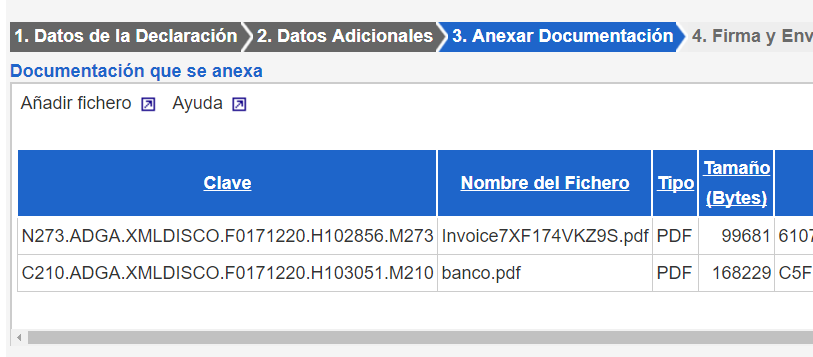 1. Datos de la Declaración 2. Datos Adicionales 3. Anexar Documentación 4. Firma y Env
Documentación que se anexa
Añadir fichero Ayuda
Clave Nombre del Fichero Tipo Tamaño (Bytes)
N273.ADGA.XMLDISCO.F0171220.H102856.M273 Invoice7XF174VKZ9S.pdf PDF 99681 6107
C210.ADGA.XMLDISCO.F0171220.H103051.M210 banco.pdf PDF 168229 C5F